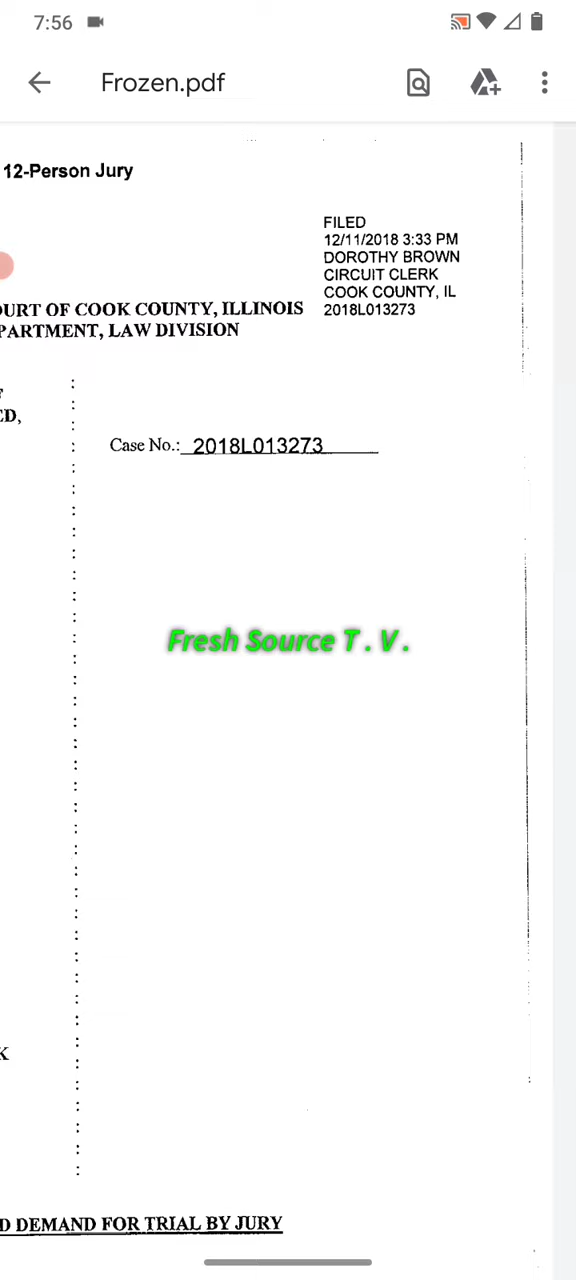 7:56
Frozen.pdf
12-Person Jury
FILED
12/11/2018 3:33 PM
DOROTHY BROWN
CIRCUIT CLERK
COOK COUNTY, IL
2018L013273
OURT OF COOK COUNTY, ILLINOIS
PARTMENT, LAW DIVISION
ED,
Case No.: 2018L013273
Fresh Source T . V .
K
D DEMAND FOR TRIAL BY JURY